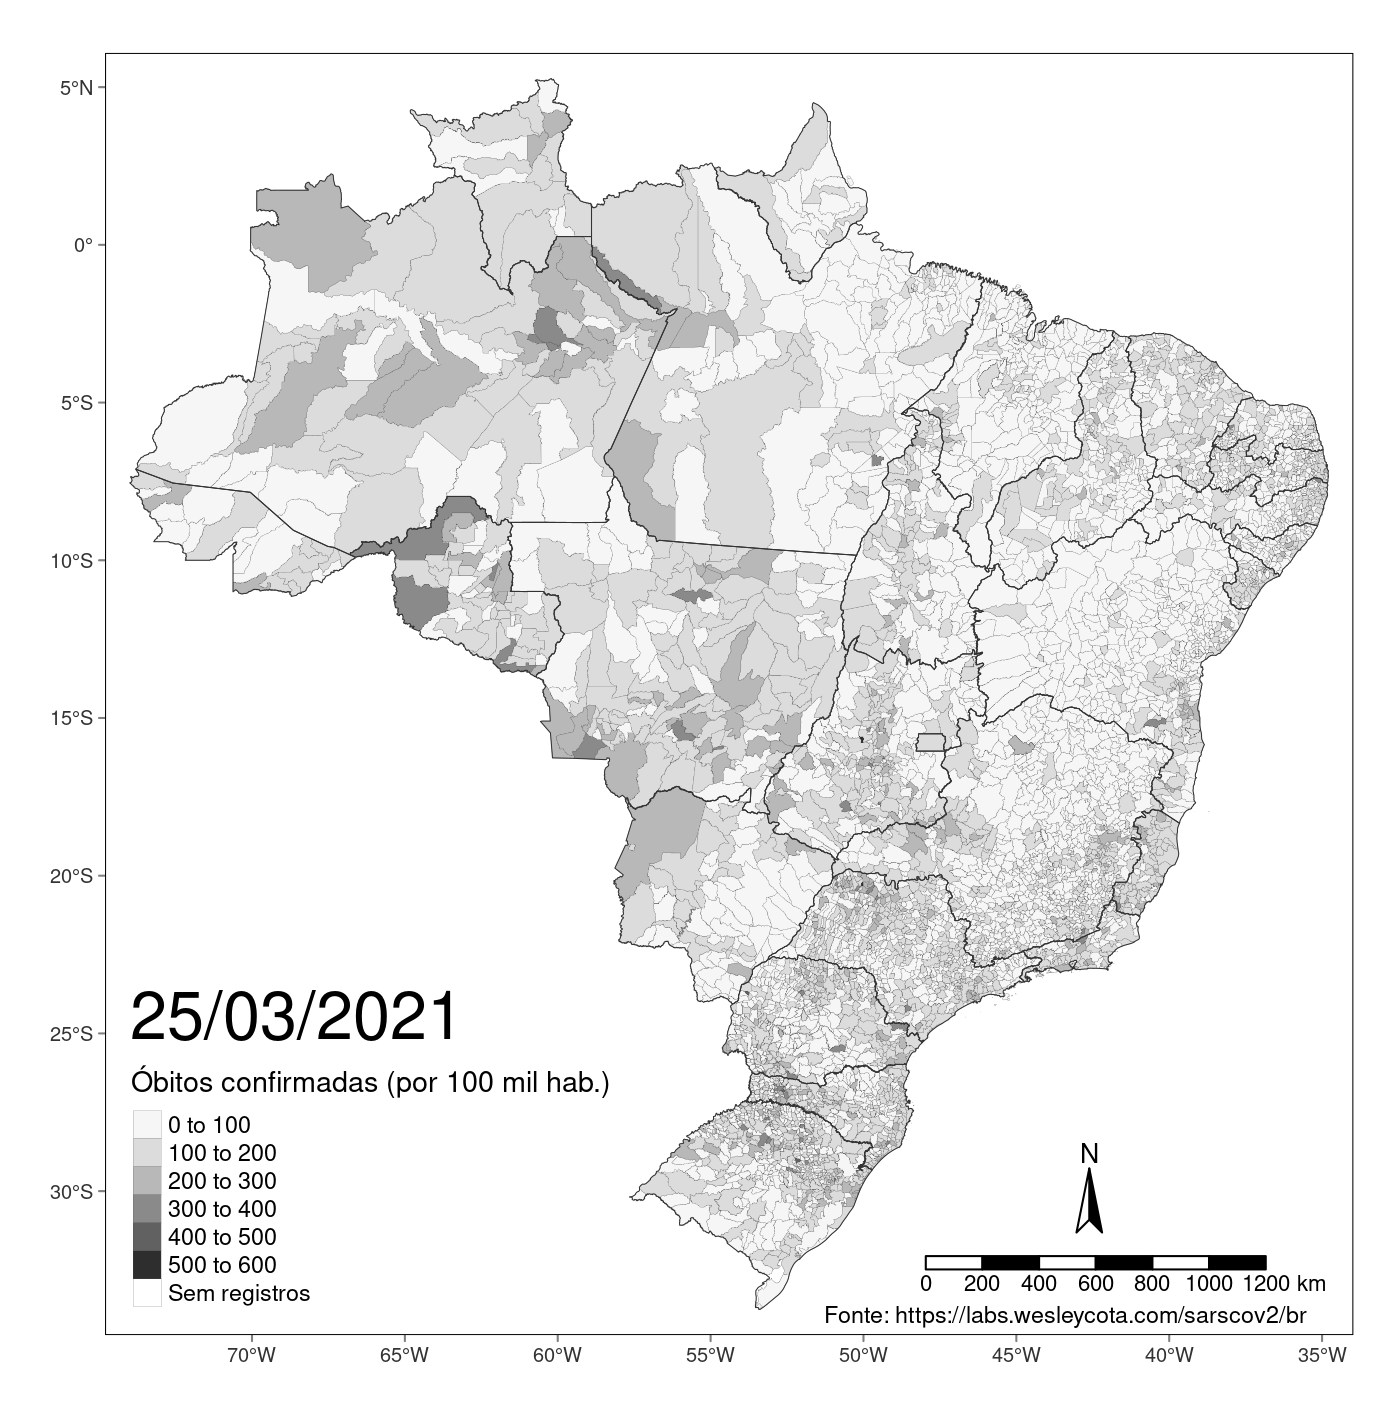 5°N
0°
5°S
10°S
15°S
20°S
25°S
30°S
25/03/2021
Óbitos confirmadas (por 100 mil hab.)
0 to 100
100 to 200
200 to 300
300 to 400
400 to 500
500 to 600
Sem registros
N
0 200 400 600 800 1000 1200 km
Fonte: https://labs.wesleycota.com/sarscov2/br
70°W 65°W 60°W 55°W 50°W 45°W 40°W 35°W